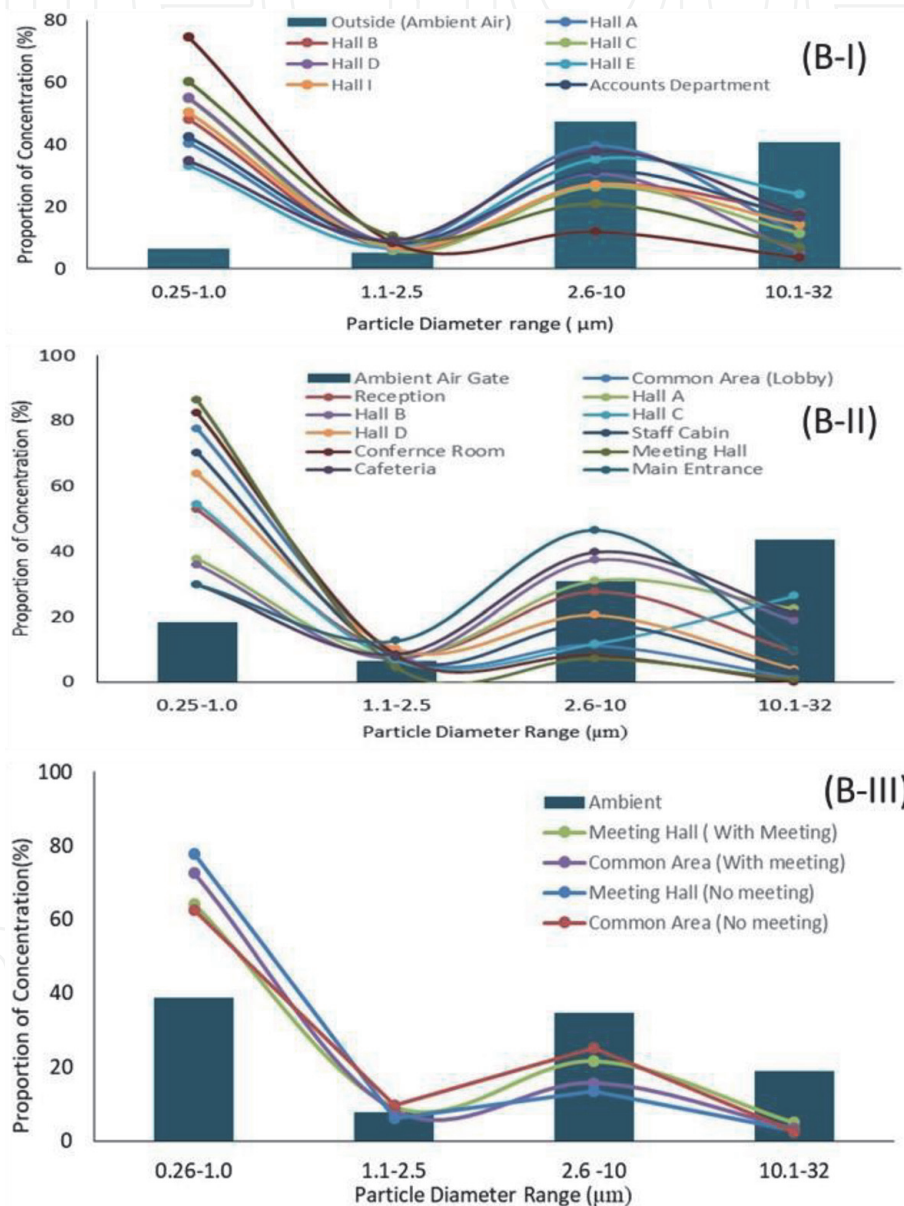 Outside (Ambient Air) Hall A
Hall B Hall C
Hall D Hall E
Hall I Accounts Department
(B-I)
Proportion of Concentration (%)
80
60
40
20
0
0.25-1.0 1.1-2.5 2.6-10 10.1-32
Particle Diameter range ( μm)
Ambient Air Gate Common Area (Lobby)
Reception Hall A
Hall B Hall C
Hall D Staff Cabin
Confernce Room Meeting Hall
Cafeteria Main Entrance
(B-II)
Proportion of Concentration (%)
100
80
60
40
20
0
0.25-1.0 1.1-2.5 2.6-10 10.1-32
Particle Diameter Range (μm)
(B-III)
Ambient
Meeting Hall ( With Meeting)
Common Area (With meeting)
Meeting Hall (No meeting)
Common Area (No meeting)
Proportion of Concentration(%)
100
80
60
40
20
0
0.26-1.0 1.1-2.5 2.6 -10 10.1-32
Particle Diameter Range (μm)